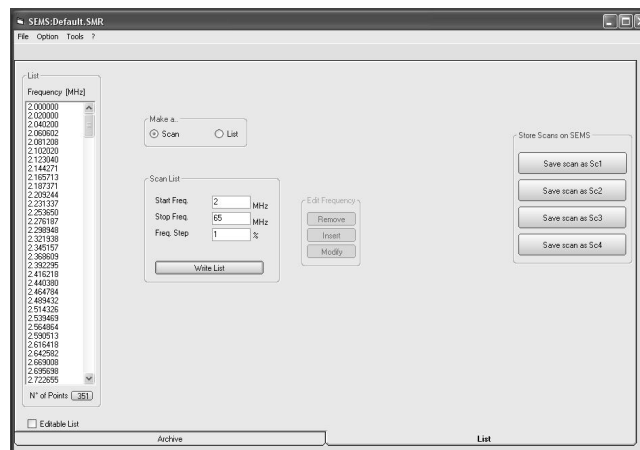 SEMS:Default.SMR
File Option Tools ?
List
Frequency [MHz]
2.000000
2.020000
2.040200
2.060602
2.081208
2.102020
2.123040
2.144271
2.165713
2.187371
2.209244
2.231337
2.253650
2.276187
2.298948
2.321938
2.345157
2.368609
2.392295
2.416218
2.440380
2.464784
2.489432
2.514326
2.539469
2.564864
2.590513
2.616418
2.642582
2.669008
2.695698
2.722655
N° of Points 351
Editable List
Make a..
Scan List
Scan List
Start Freq. 2 MHz
Stop Freq. 65 MHz
Freq. Step 1 %
Write List
Edit Frequency
Remove
Insert
Modify
Store Scans on SEMS
Save scan as Sc1
Save scan as Sc2
Save scan as Sc3
Save scan as Sc4
Archive List